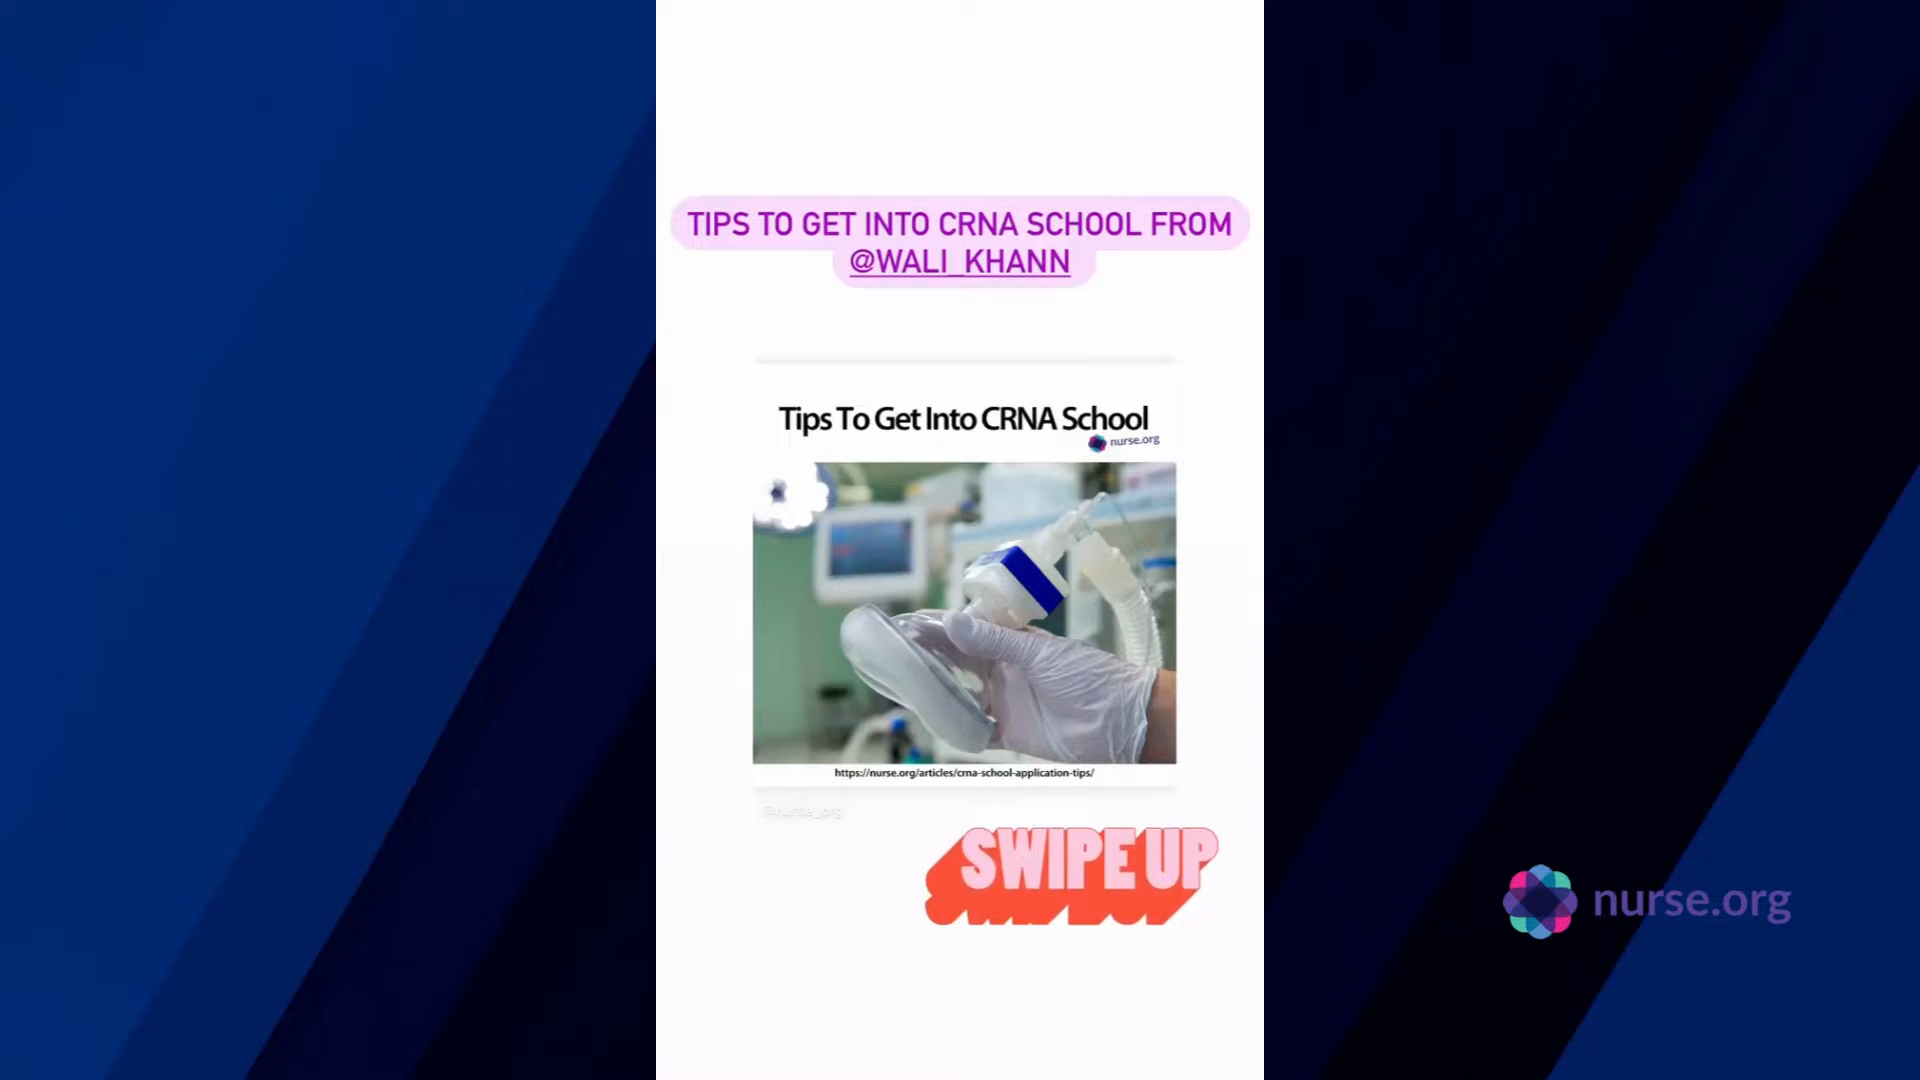 TIPS TO GET INTO CRNA SCHOOL FROM
@WALI_KHANN
Tips To Get Into CRNA School
nurse.org
https://nurse.org/articles/crna-school-application-tips/
@nurse_org
SWIPE UP
nurse.org